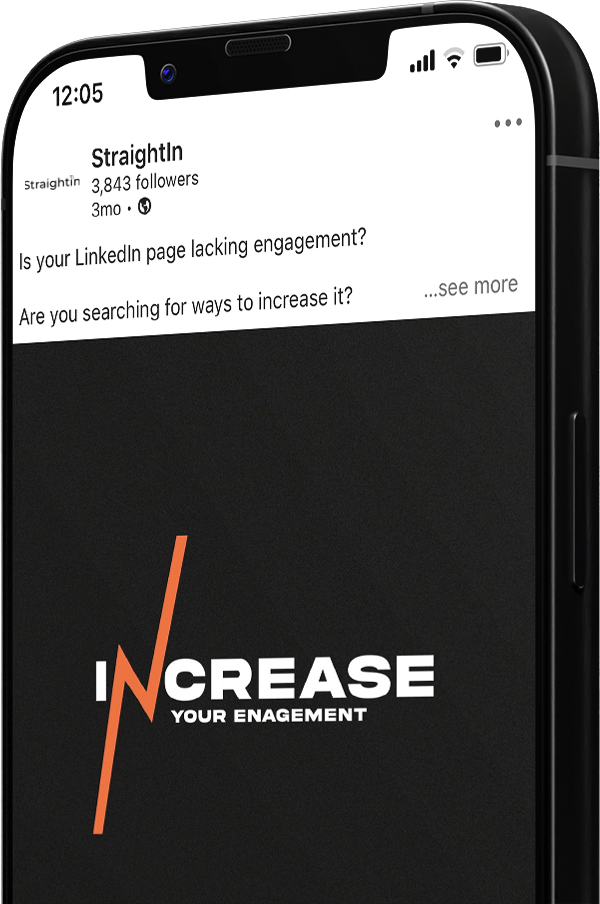 12:05
StraightIn
StraightIn
3,843 followers
3mo •
Is your LinkedIn page lacking engagement?
Are you searching for ways to increase it?
...see more
INCREASE
YOUR ENAGEMENT